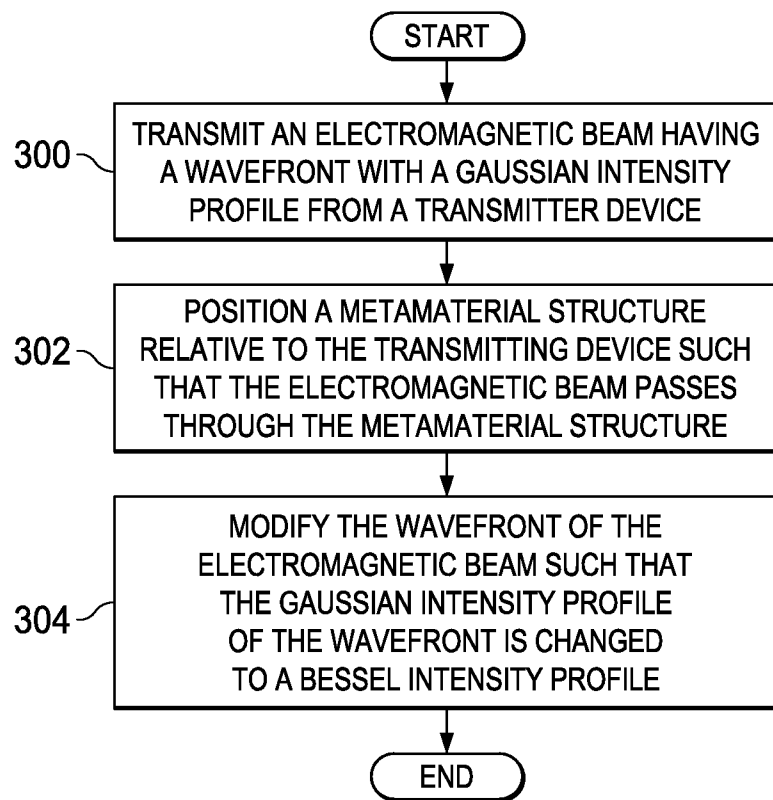 START
300
TRANSMIT AN ELECTROMAGNETIC BEAM HAVING
A WAVEFRONT WITH A GAUSSIAN INTENSITY
PROFILE FROM A TRANSMITTER DEVICE
302
POSITION A METAMATERIAL STRUCTURE
RELATIVE TO THE TRANSMITTING DEVICE SUCH
THAT THE ELECTROMAGNETIC BEAM PASSES
THROUGH THE METAMATERIAL STRUCTURE
304
MODIFY THE WAVEFRONT OF THE
ELECTROMAGNETIC BEAM SUCH THAT
THE GAUSSIAN INTENSITY PROFILE
OF THE WAVEFRONT IS CHANGED
TO A BESSEL INTENSITY PROFILE
END